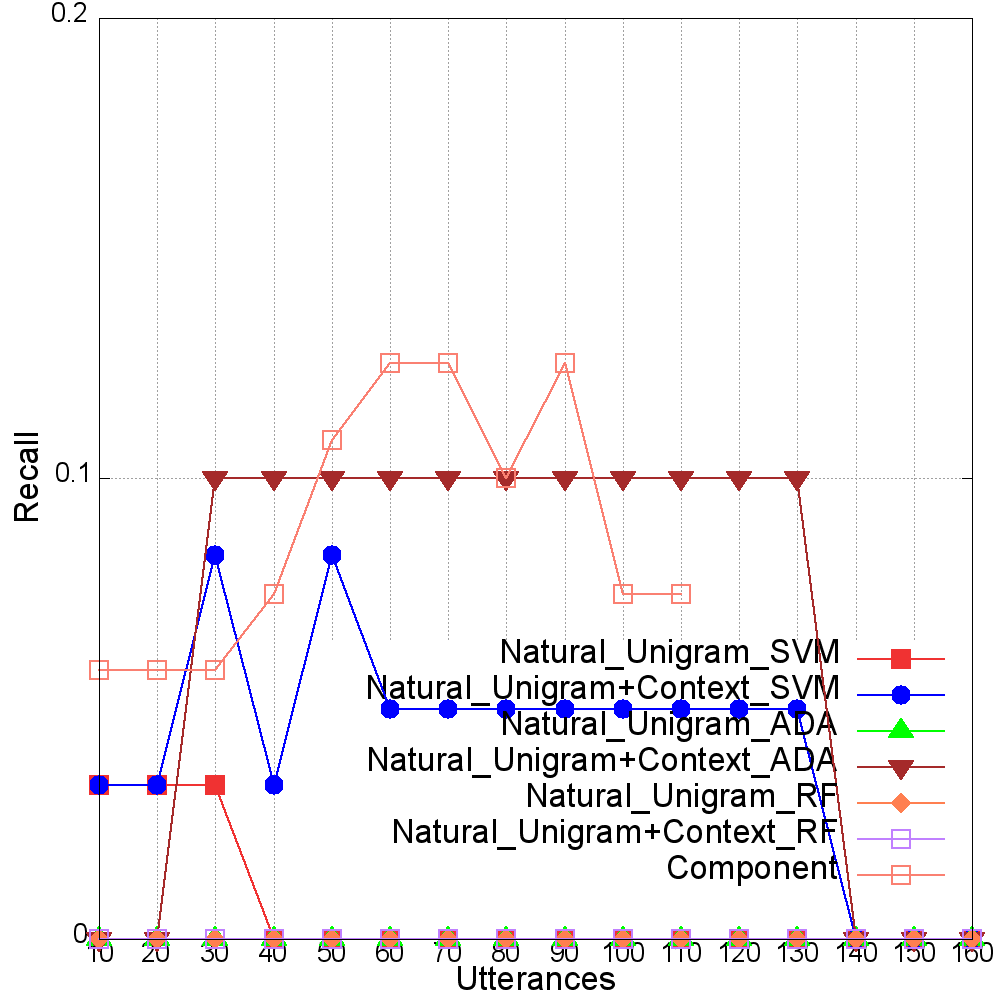 0.2
Recall
0.1
Natural_Unigram_SVM
Natural_Unigram+Context_SVM
Natural_Unigram_ADA
Natural_Unigram+Context_ADA
Natural_Unigram_RF
Natural_Unigram+Context_RF
Component
0
10 20 30 40 50 60 70 80 90 100 110 120 130 140 150 160
Utterances